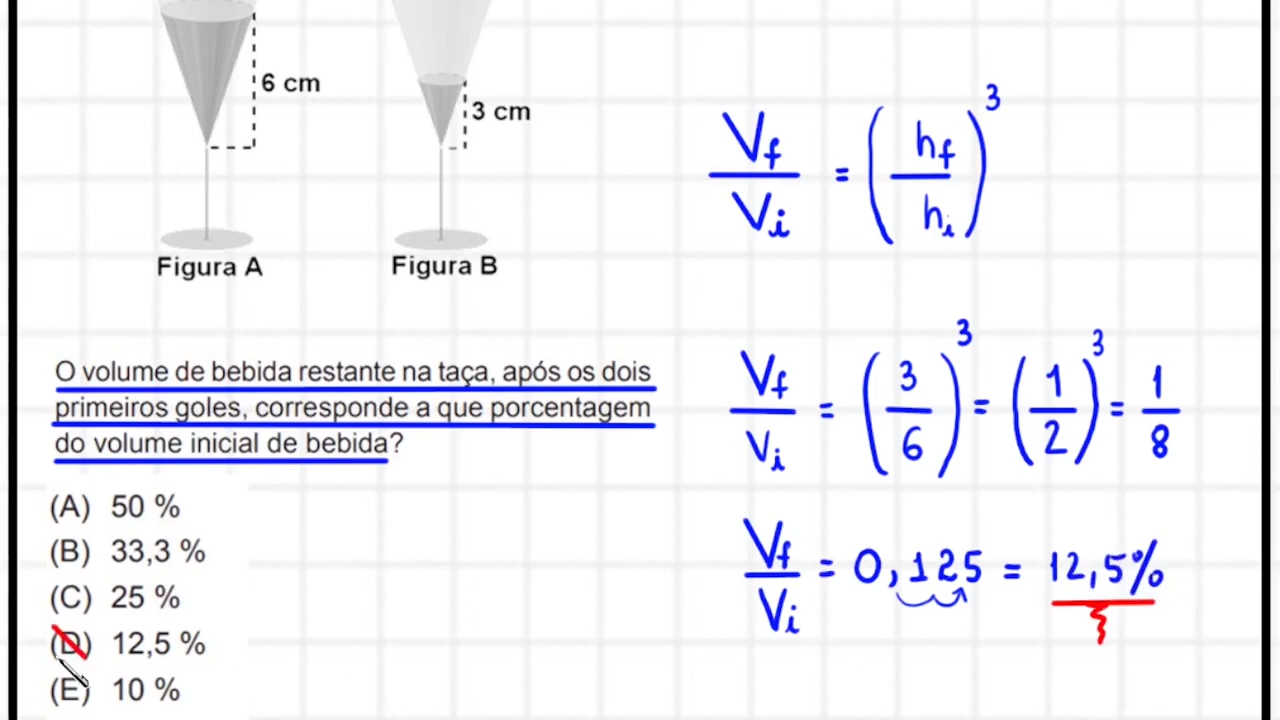 6 cm
3 cm
Figura A
Figura B
O volume de bebida restante na taça, após os dois
primeiros goles, corresponde a que porcentagem
do volume inicial de bebida?
(A) 50 %
(B) 33,3 %
(C) 25 %
(D) 12,5 %
(E) 10 %
Vf/Vi = (hf/hi)³
Vf/Vi = (3/6)³ = (1/2)³ = 1/8
Vf/Vi = 0,125 = 12,5%